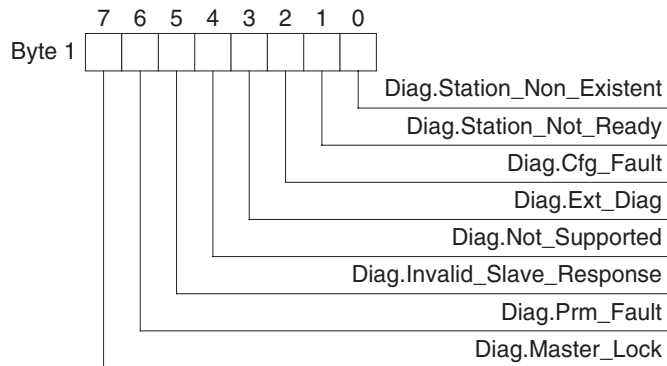 7 6 5 4 3 2 1 0
Byte 1
Diag.Station_Non_Existent
Diag.Station_Not_Ready
Diag.Cfg_Fault
Diag.Ext_Diag
Diag.Not_Supported
Diag.Invalid_Slave_Response
Diag.Prm_Fault
Diag.Master_Lock